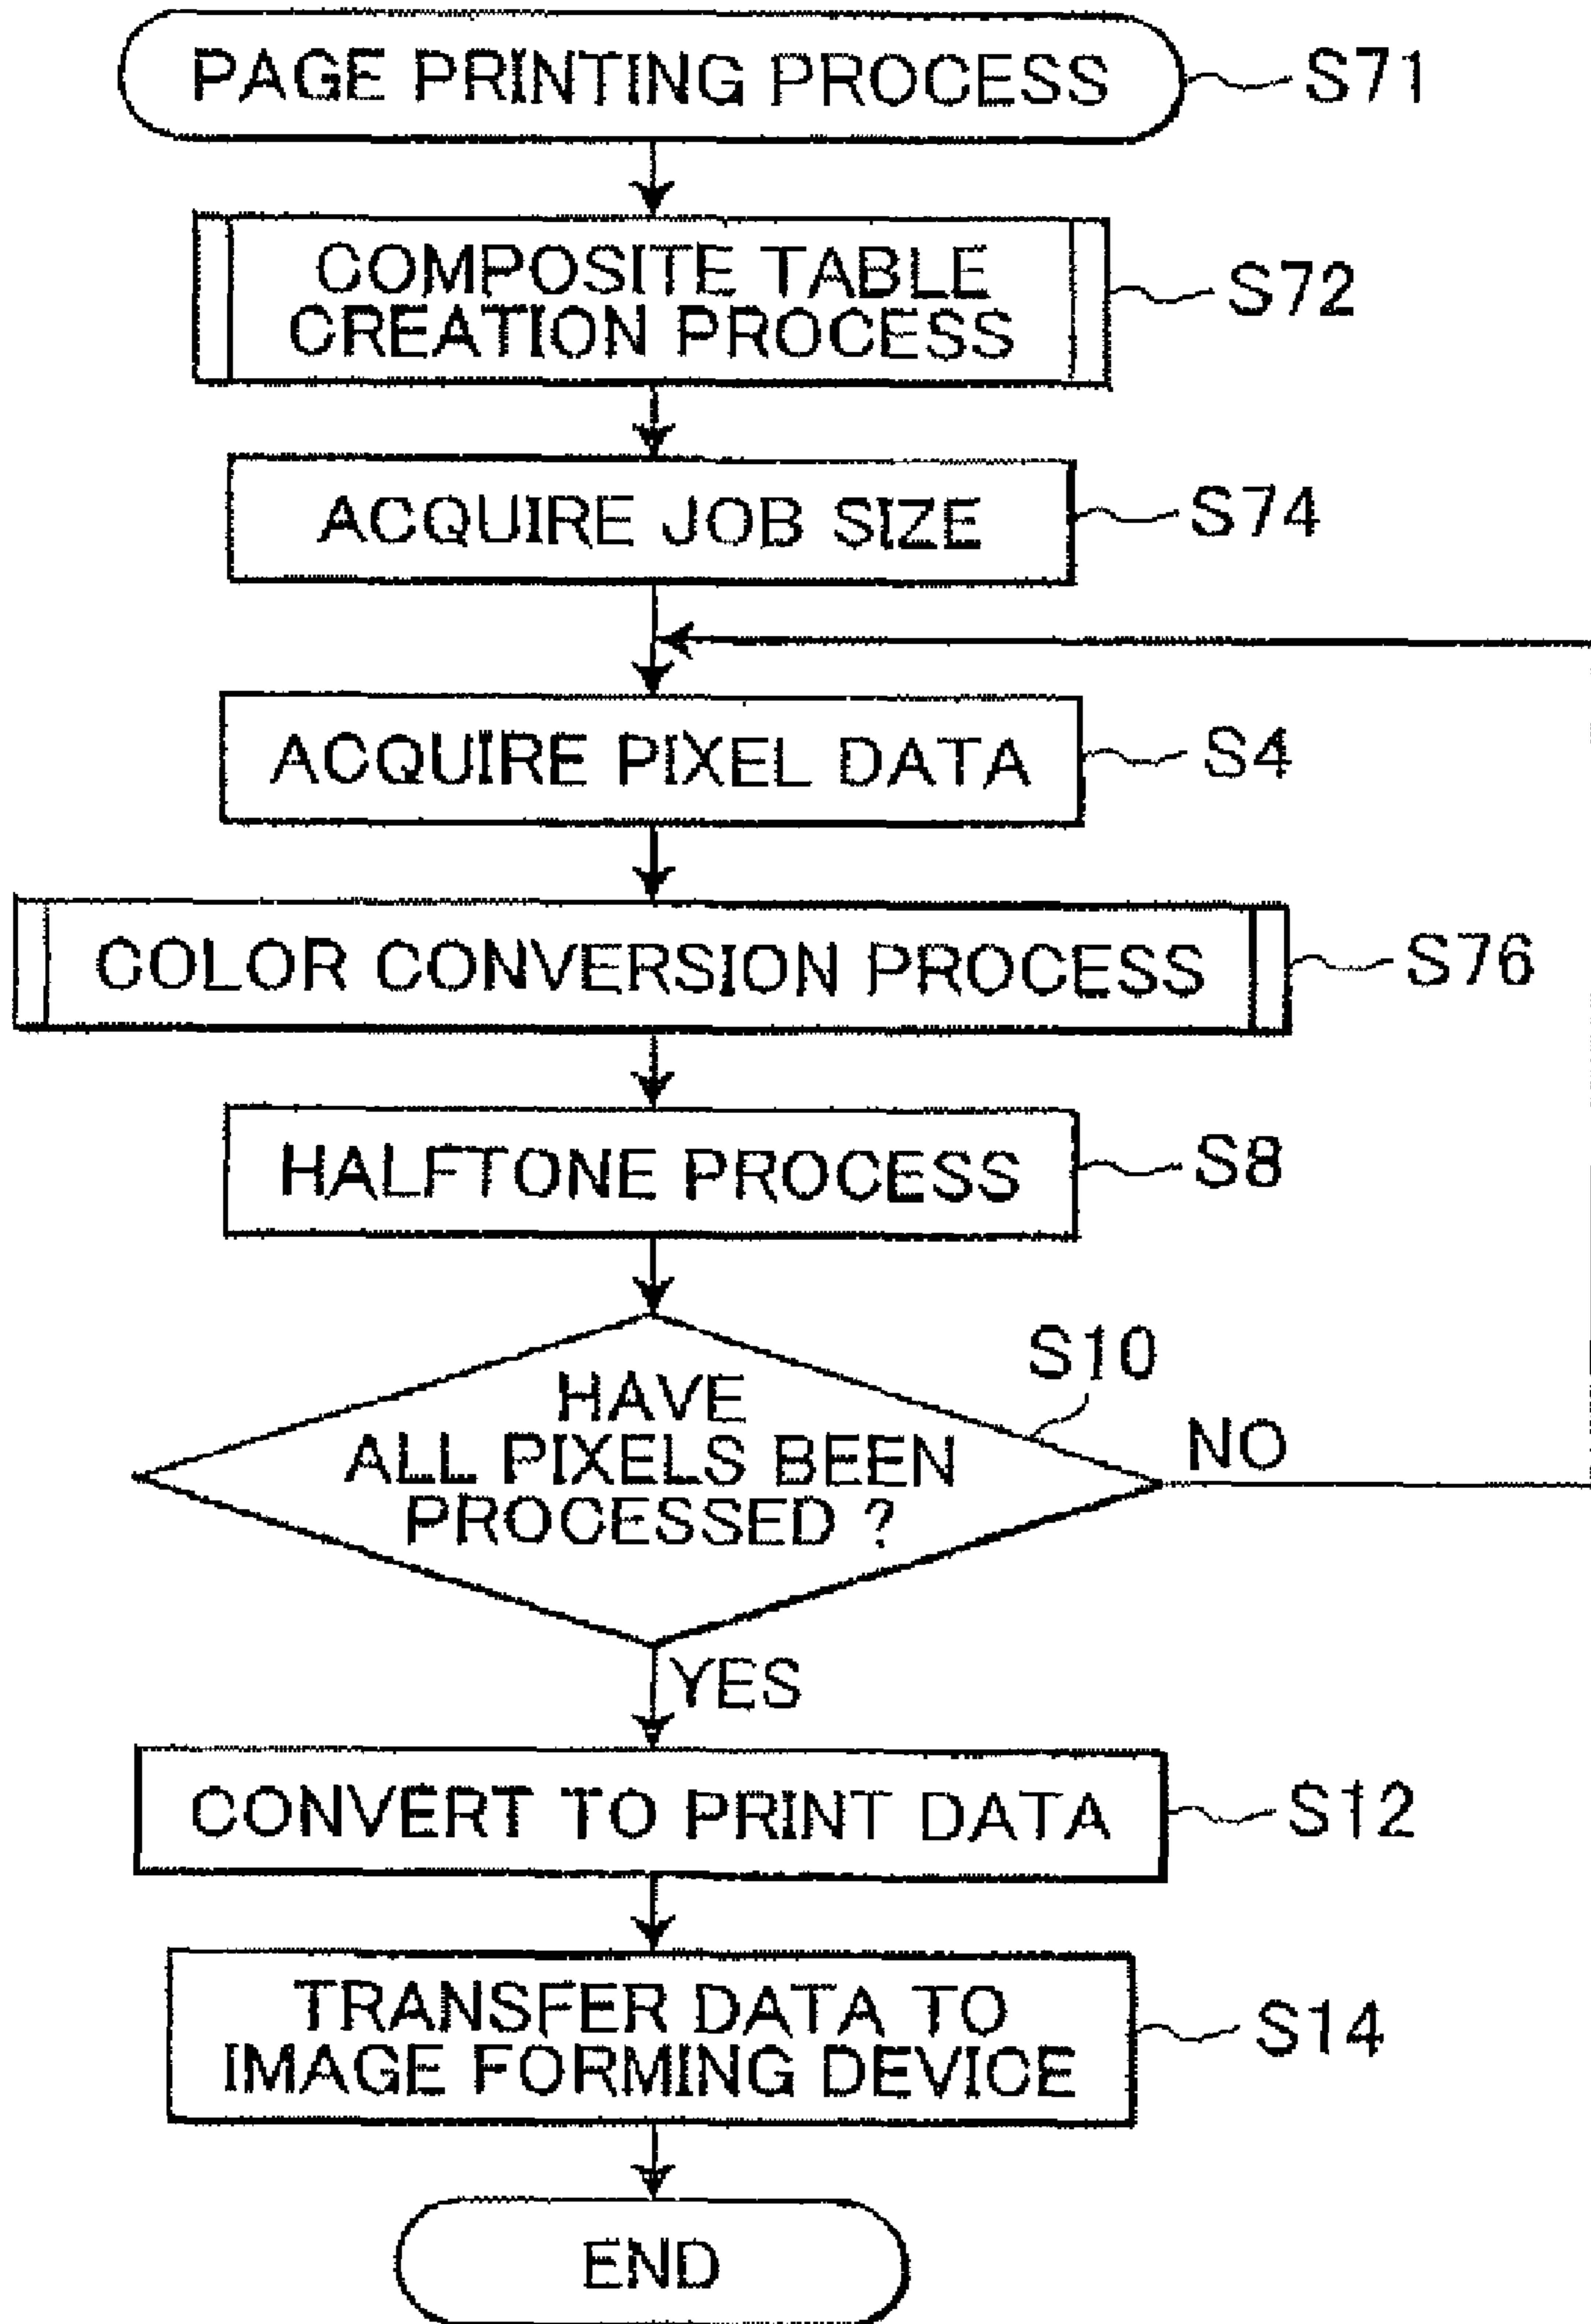 PAGE PRINTING PROCESS
S71
COMPOSITE TABLE
CREATION PROCESS
S72
ACQUIRE JOB SIZE
S74
ACQUIRE PIXEL DATA
S4
COLOR CONVERSION PROCESS
S76
HALFTONE PROCESS
S8
HAVE
ALL PIXELS BEEN
PROCESSED ?
S10
NO
YES
CONVERT TO PRINT DATA
S12
TRANSFER DATA TO
IMAGE FORMING DEVICE
S14
END